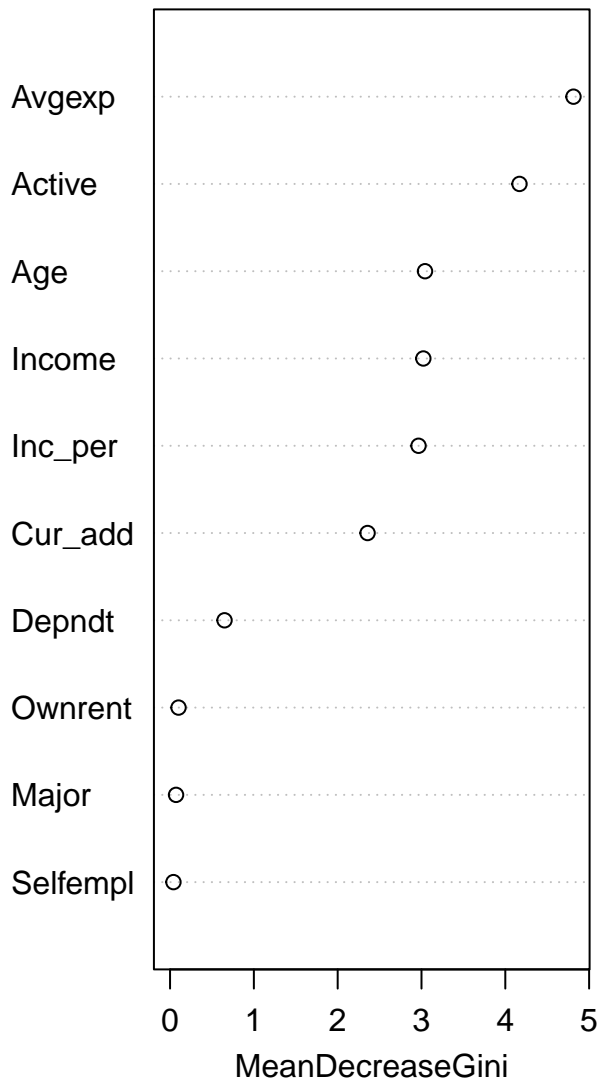 Avgexp
Active
Age
Income
Inc_per
Cur_add
Depndt
Ownrent
Major
Selfempl
0 1 2 3 4 5
MeanDecreaseGini